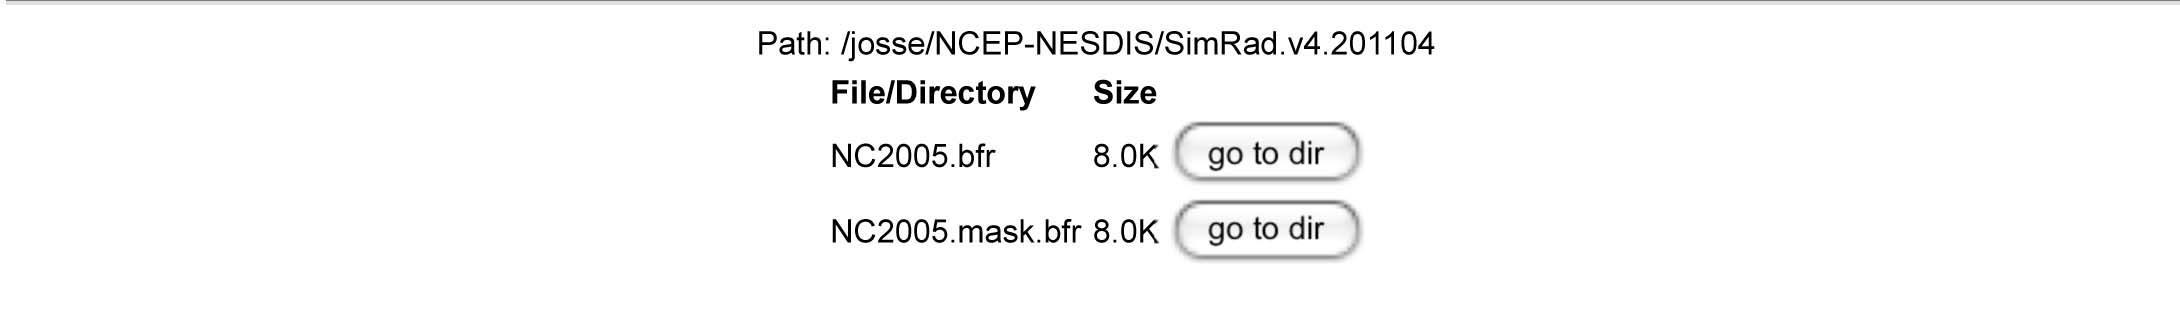 Path: /josse/NCEP-NESDIS/SimRad.v4.201104
File/Directory Size
NC2005.bfr 8.0K go to dir
NC2005.mask.bfr 8.0K go to dir